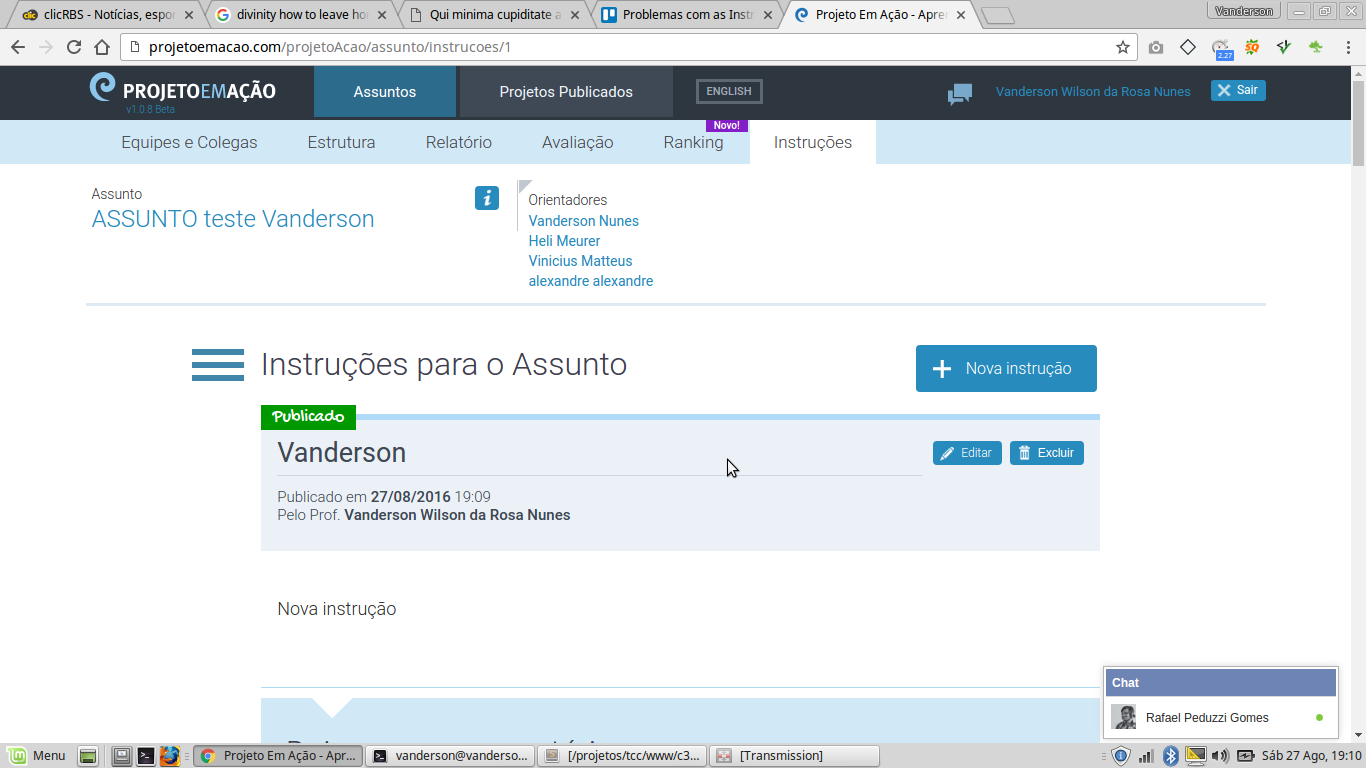 clicRBS - Notícias, espo
divinity how to leave ho
Qui minima cupiditate a
Problemas com as Inst
Projeto Em Ação - Apre
Vanderson
projetoemacao.com/projetoAcao/assunto/instrucoes/1
2.27
PROJETOEMAÇÃO
v1.0.8 Beta
Assuntos
Projetos Publicados
ENGLISH
Vanderson Wilson da Rosa Nunes
Sair
Novo!
Equipes e Colegas
Estrutura
Relatório
Avaliação
Ranking
Instruções
Assunto
ASSUNTO teste Vanderson
Orientadores
Vanderson Nunes
Heli Meurer
Vinicius Matteus
alexandre alexandre
Instruções para o Assunto
Nova instrução
Publicado
Vanderson
Editar
Excluir
Publicado em 27/08/2016 19:09
Pelo Prof. Vanderson Wilson da Rosa Nunes
Nova instrução
Chat
Rafael Peduzzi Gomes
Menu
Projeto Em Ação - Apr...
vanderson@vanderso...
[/projetos/tcc/www/c3...
[Transmission]
Sáb 27 Ago, 19:10